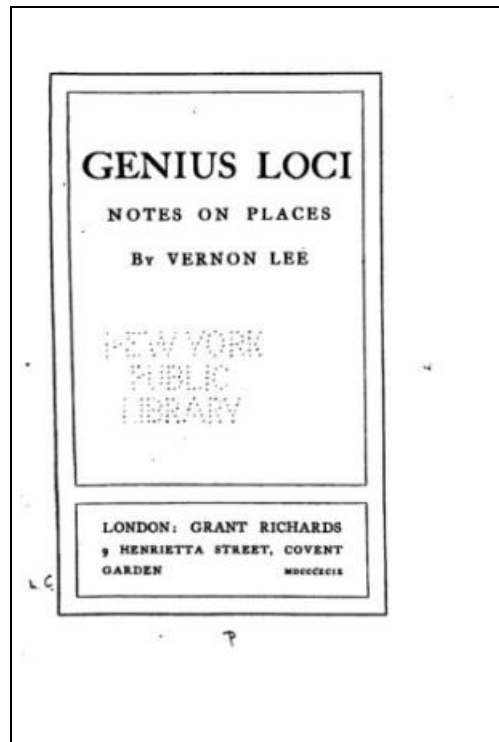 GENIUS LOCI
NOTES ON PLACES
By VERNON LEE
NEW YORK
PUBLIC
LIBRARY
LONDON: GRANT RICHARDS
9 HENRIETTA STREET, COVENT
GARDEN MDCCCXCIX
L.C.
P